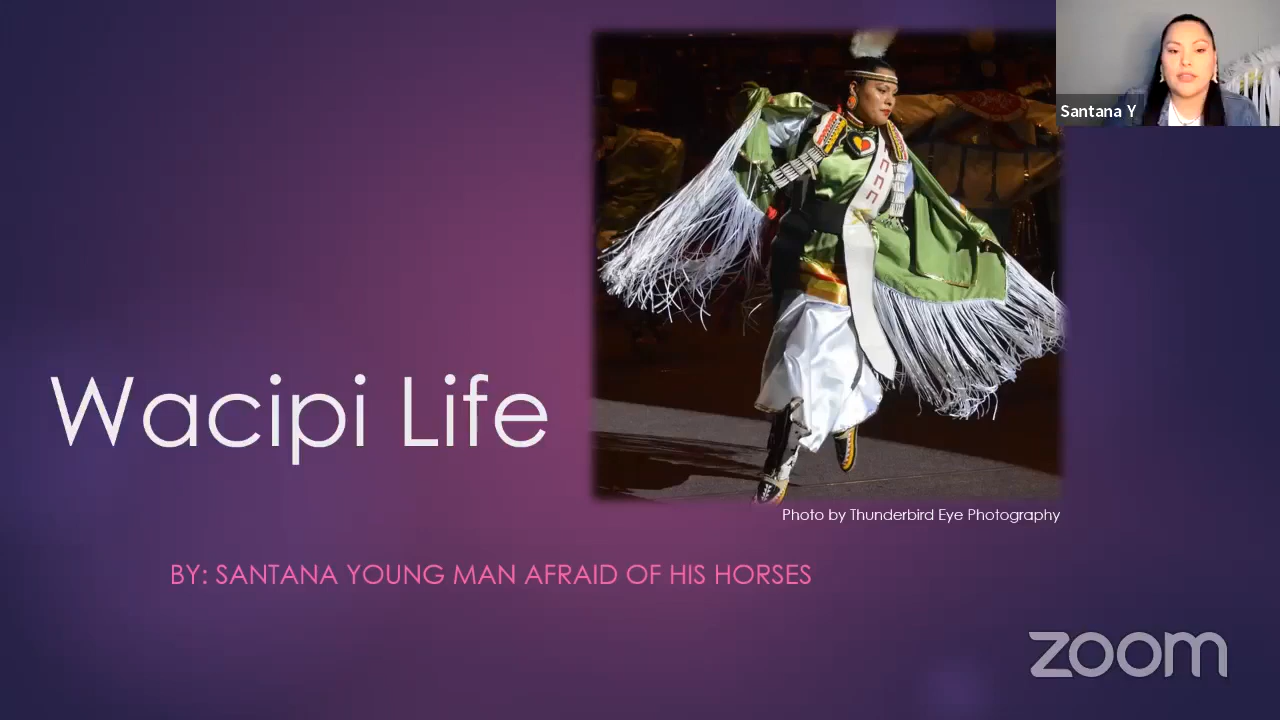 Santana Y
Wacipi Life
Photo by Thunderbird Eye Photography
BY: SANTANA YOUNG MAN AFRAID OF HIS HORSES
zoom